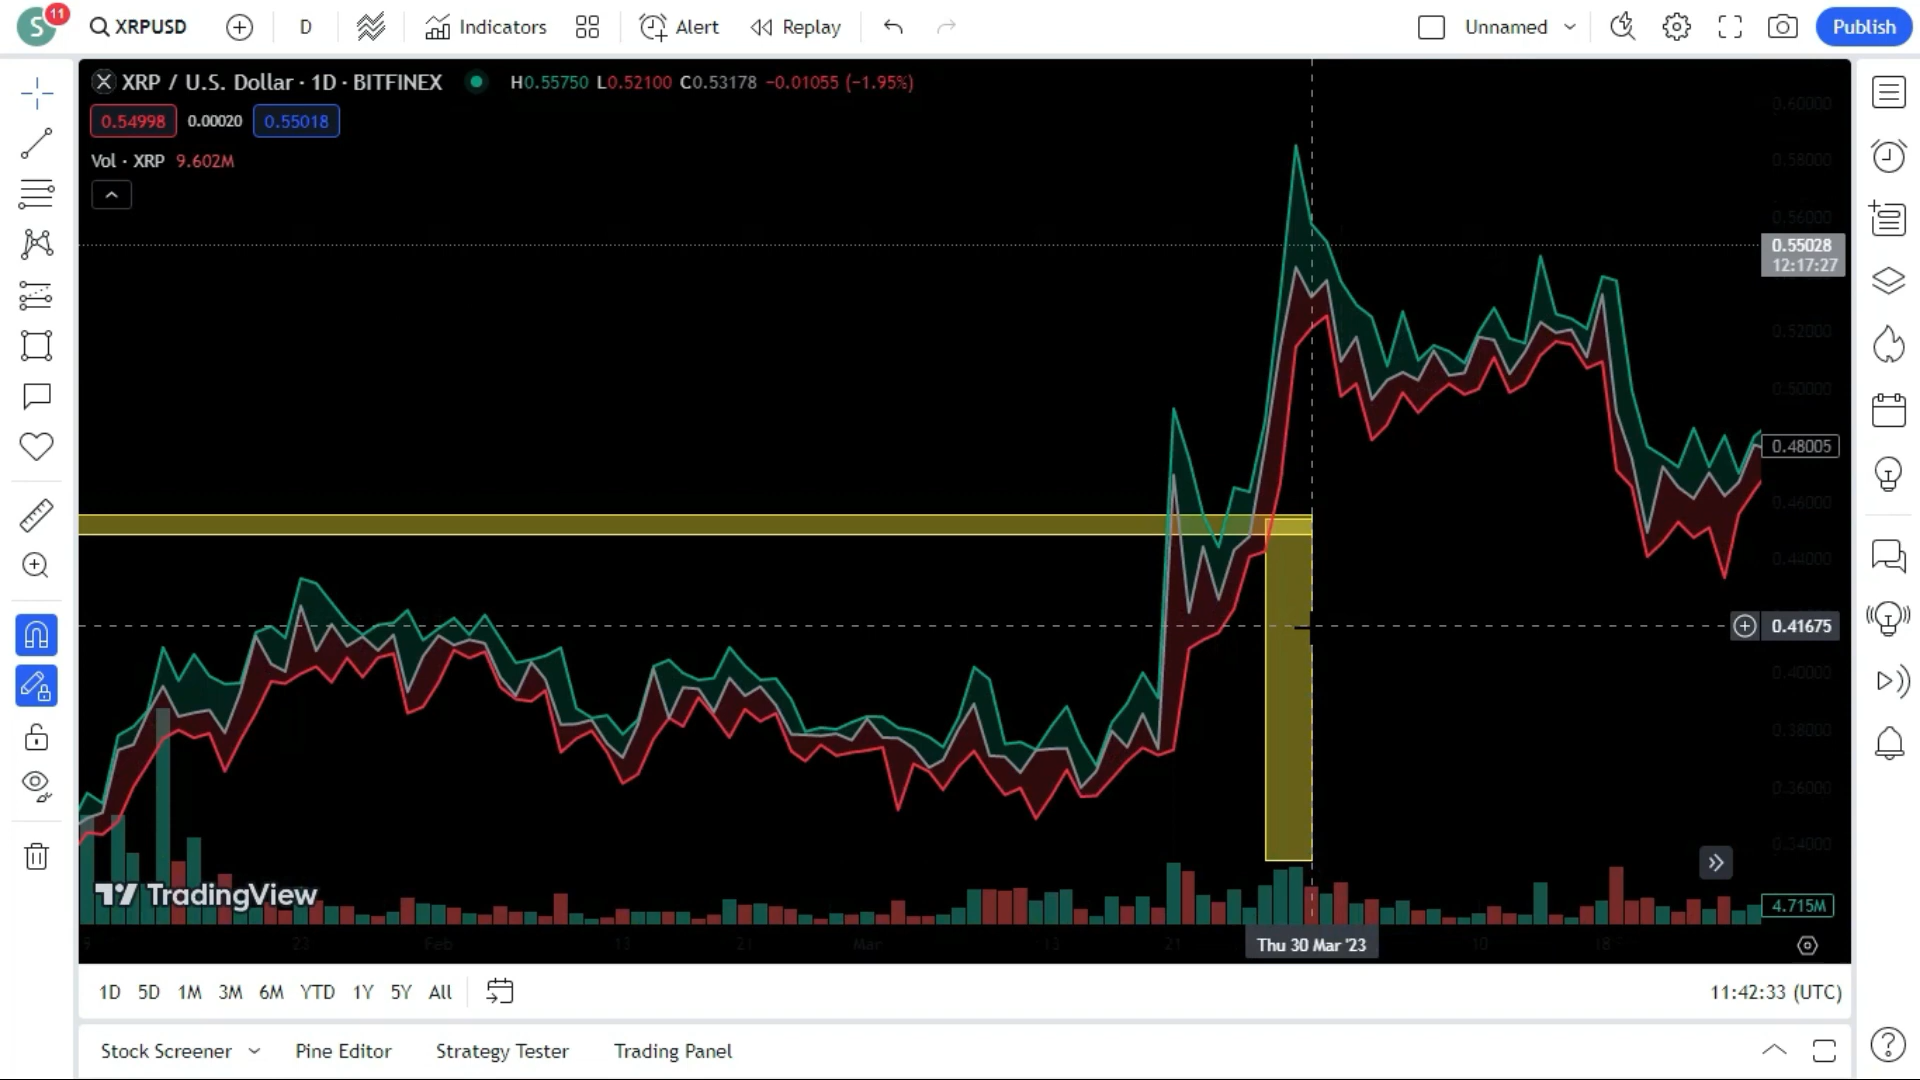 S 11 XRPUSD D Indicators Alert Replay Unnamed Publish
XRP / U.S. Dollar · 1D · BITFINEX H0.55750 L0.52100 C0.53178 −0.01055 (−1.95%)
0.54998 0.00020 0.55018
Vol · XRP 9.602M
0.60000
0.58000
0.56000
0.55028
12:17:27
0.52000
0.50000
0.48005
0.46000
0.44000
0.41675
0.40000
0.38000
0.36000
0.34000
TradingView
4.715M
9 23 Feb 13 21 Mar 13 21 Thu 30 Mar '23 10 18
1D 5D 1M 3M 6M YTD 1Y 5Y All 11:42:33 (UTC)
Stock Screener Pine Editor Strategy Tester Trading Panel